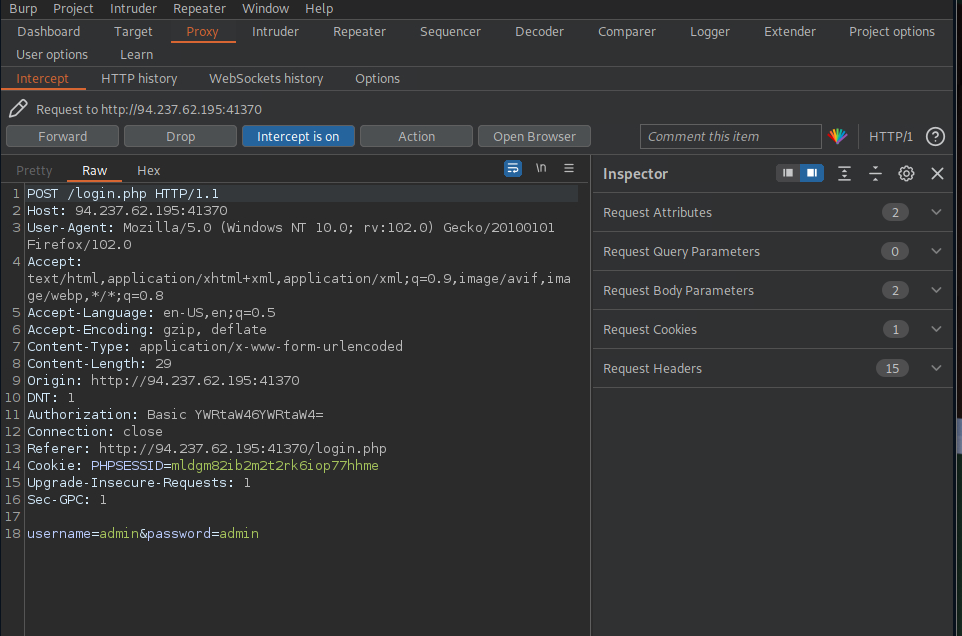 Burp Project Intruder Repeater Window Help
Dashboard Target Proxy Intruder Repeater Sequencer Decoder Comparer Logger Extender Project options
User options Learn
Intercept HTTP history WebSockets history Options
Request to http://94.237.62.195:41370
Forward Drop Intercept is on Action Open Browser Comment this item HTTP/1 ?
Pretty Raw Hex \n
1 POST /login.php HTTP/1.1
2 Host: 94.237.62.195:41370
3 User-Agent: Mozilla/5.0 (Windows NT 10.0; rv:102.0) Gecko/20100101
Firefox/102.0
4 Accept:
text/html,application/xhtml+xml,application/xml;q=0.9,image/avif,ima
ge/webp,*/*;q=0.8
5 Accept-Language: en-US,en;q=0.5
6 Accept-Encoding: gzip, deflate
7 Content-Type: application/x-www-form-urlencoded
8 Content-Length: 29
9 Origin: http://94.237.62.195:41370
10 DNT: 1
11 Authorization: Basic YWRtaW46YWRtaW4=
12 Connection: close
13 Referer: http://94.237.62.195:41370/login.php
14 Cookie: PHPSESSID=mldgm82ib2m2t2rk6iop77hhme
15 Upgrade-Insecure-Requests: 1
16 Sec-GPC: 1
17
18 username=admin&password=admin
Inspector
Request Attributes 2
Request Query Parameters 0
Request Body Parameters 2
Request Cookies 1
Request Headers 15